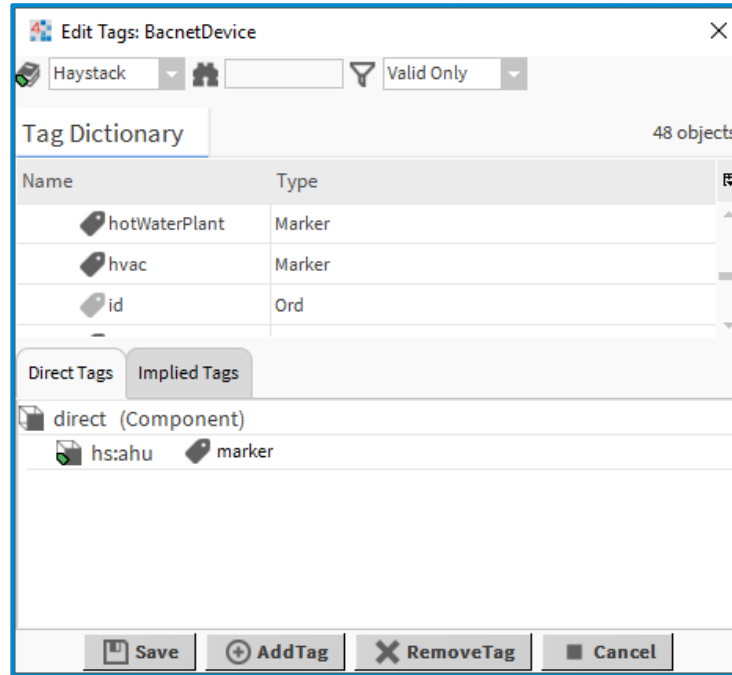 Edit Tags: BacnetDevice
Haystack Valid Only
Tag Dictionary 48 objects
Name Type
hotWaterPlant Marker
hvac Marker
id Ord
Direct Tags Implied Tags
direct (Component)
hs:ahu marker
Save AddTag RemoveTag Cancel